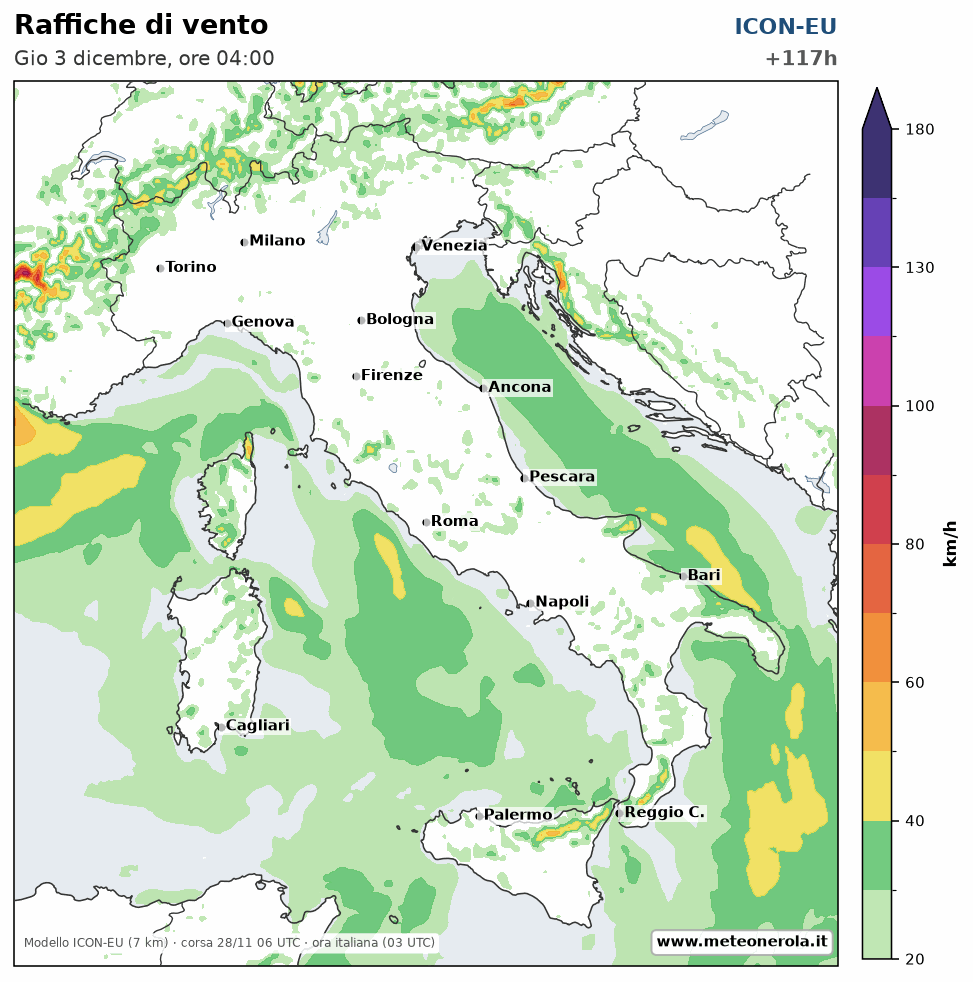 Raffiche di vento
ICON-EU
Gio 3 dicembre, ore 04:00
+117h
180
130
100
80
60
40
20
km/h
Milano
Venezia
Torino
Genova
Bologna
Firenze
Ancona
Pescara
Roma
Bari
Napoli
Cagliari
Palermo
Reggio C.
Modello ICON-EU (7 km) · corsa 28/11 06 UTC · ora italiana (03 UTC)
www.meteonerola.it